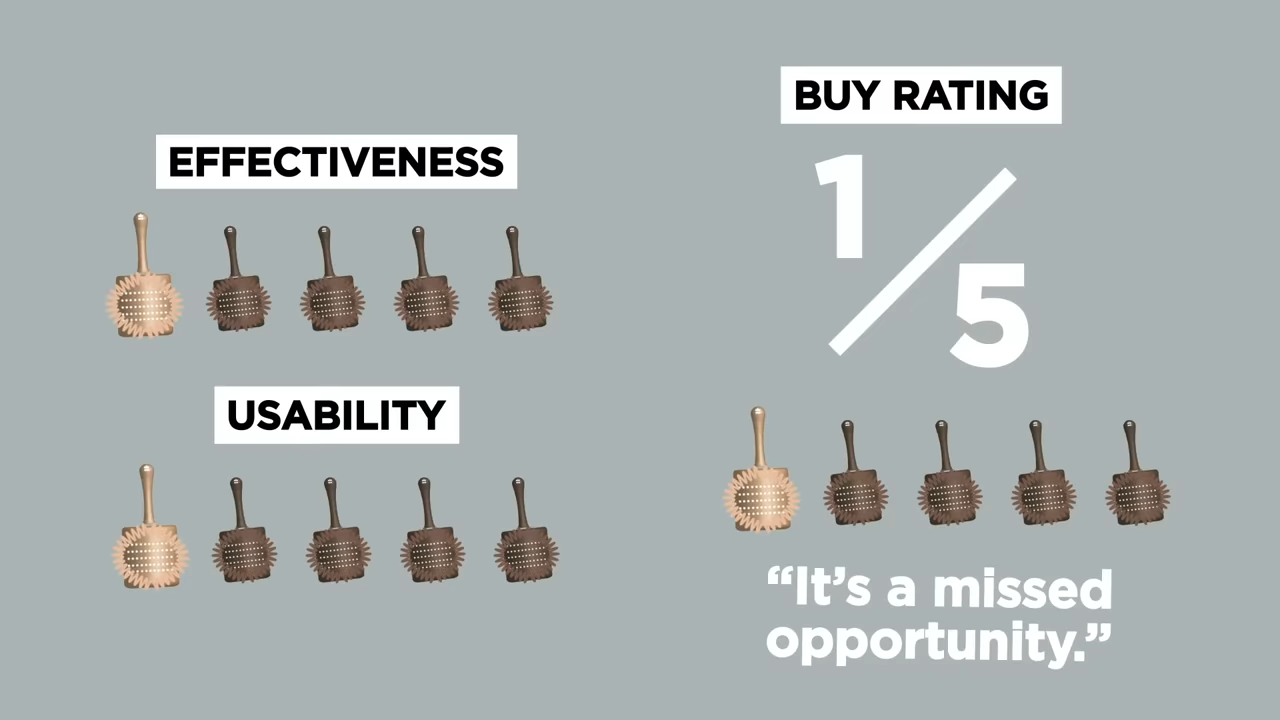 EFFECTIVENESS
USABILITY
BUY RATING
1/5
“It’s a missed
opportunity.”